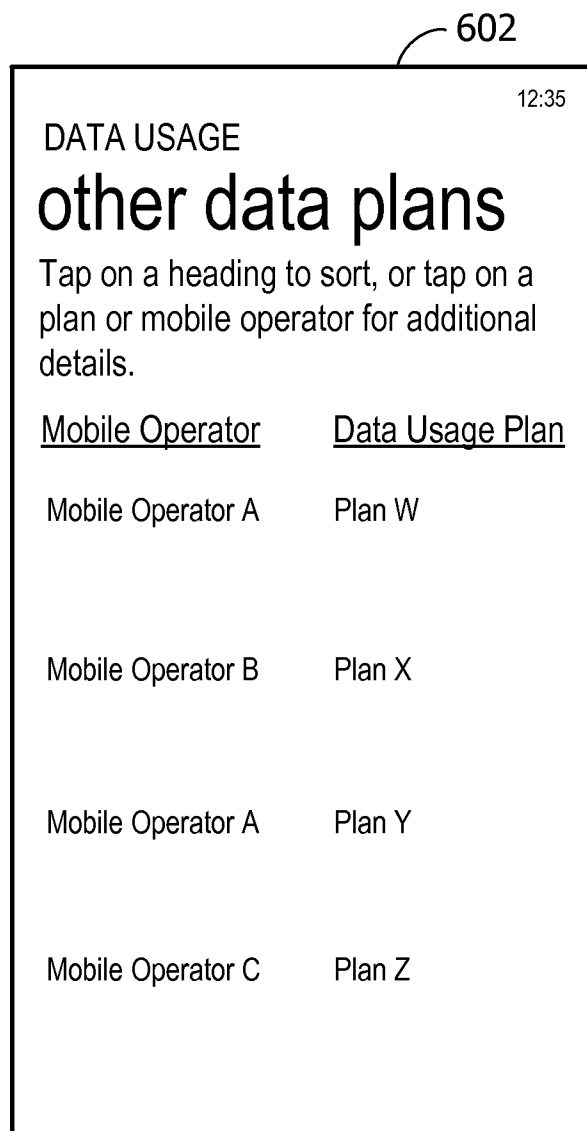 602
12:35
DATA USAGE
other data plans
Tap on a heading to sort, or tap on a
plan or mobile operator for additional
details.
Mobile Operator Data Usage Plan
Mobile Operator A Plan W
Mobile Operator B Plan X
Mobile Operator A Plan Y
Mobile Operator C Plan Z